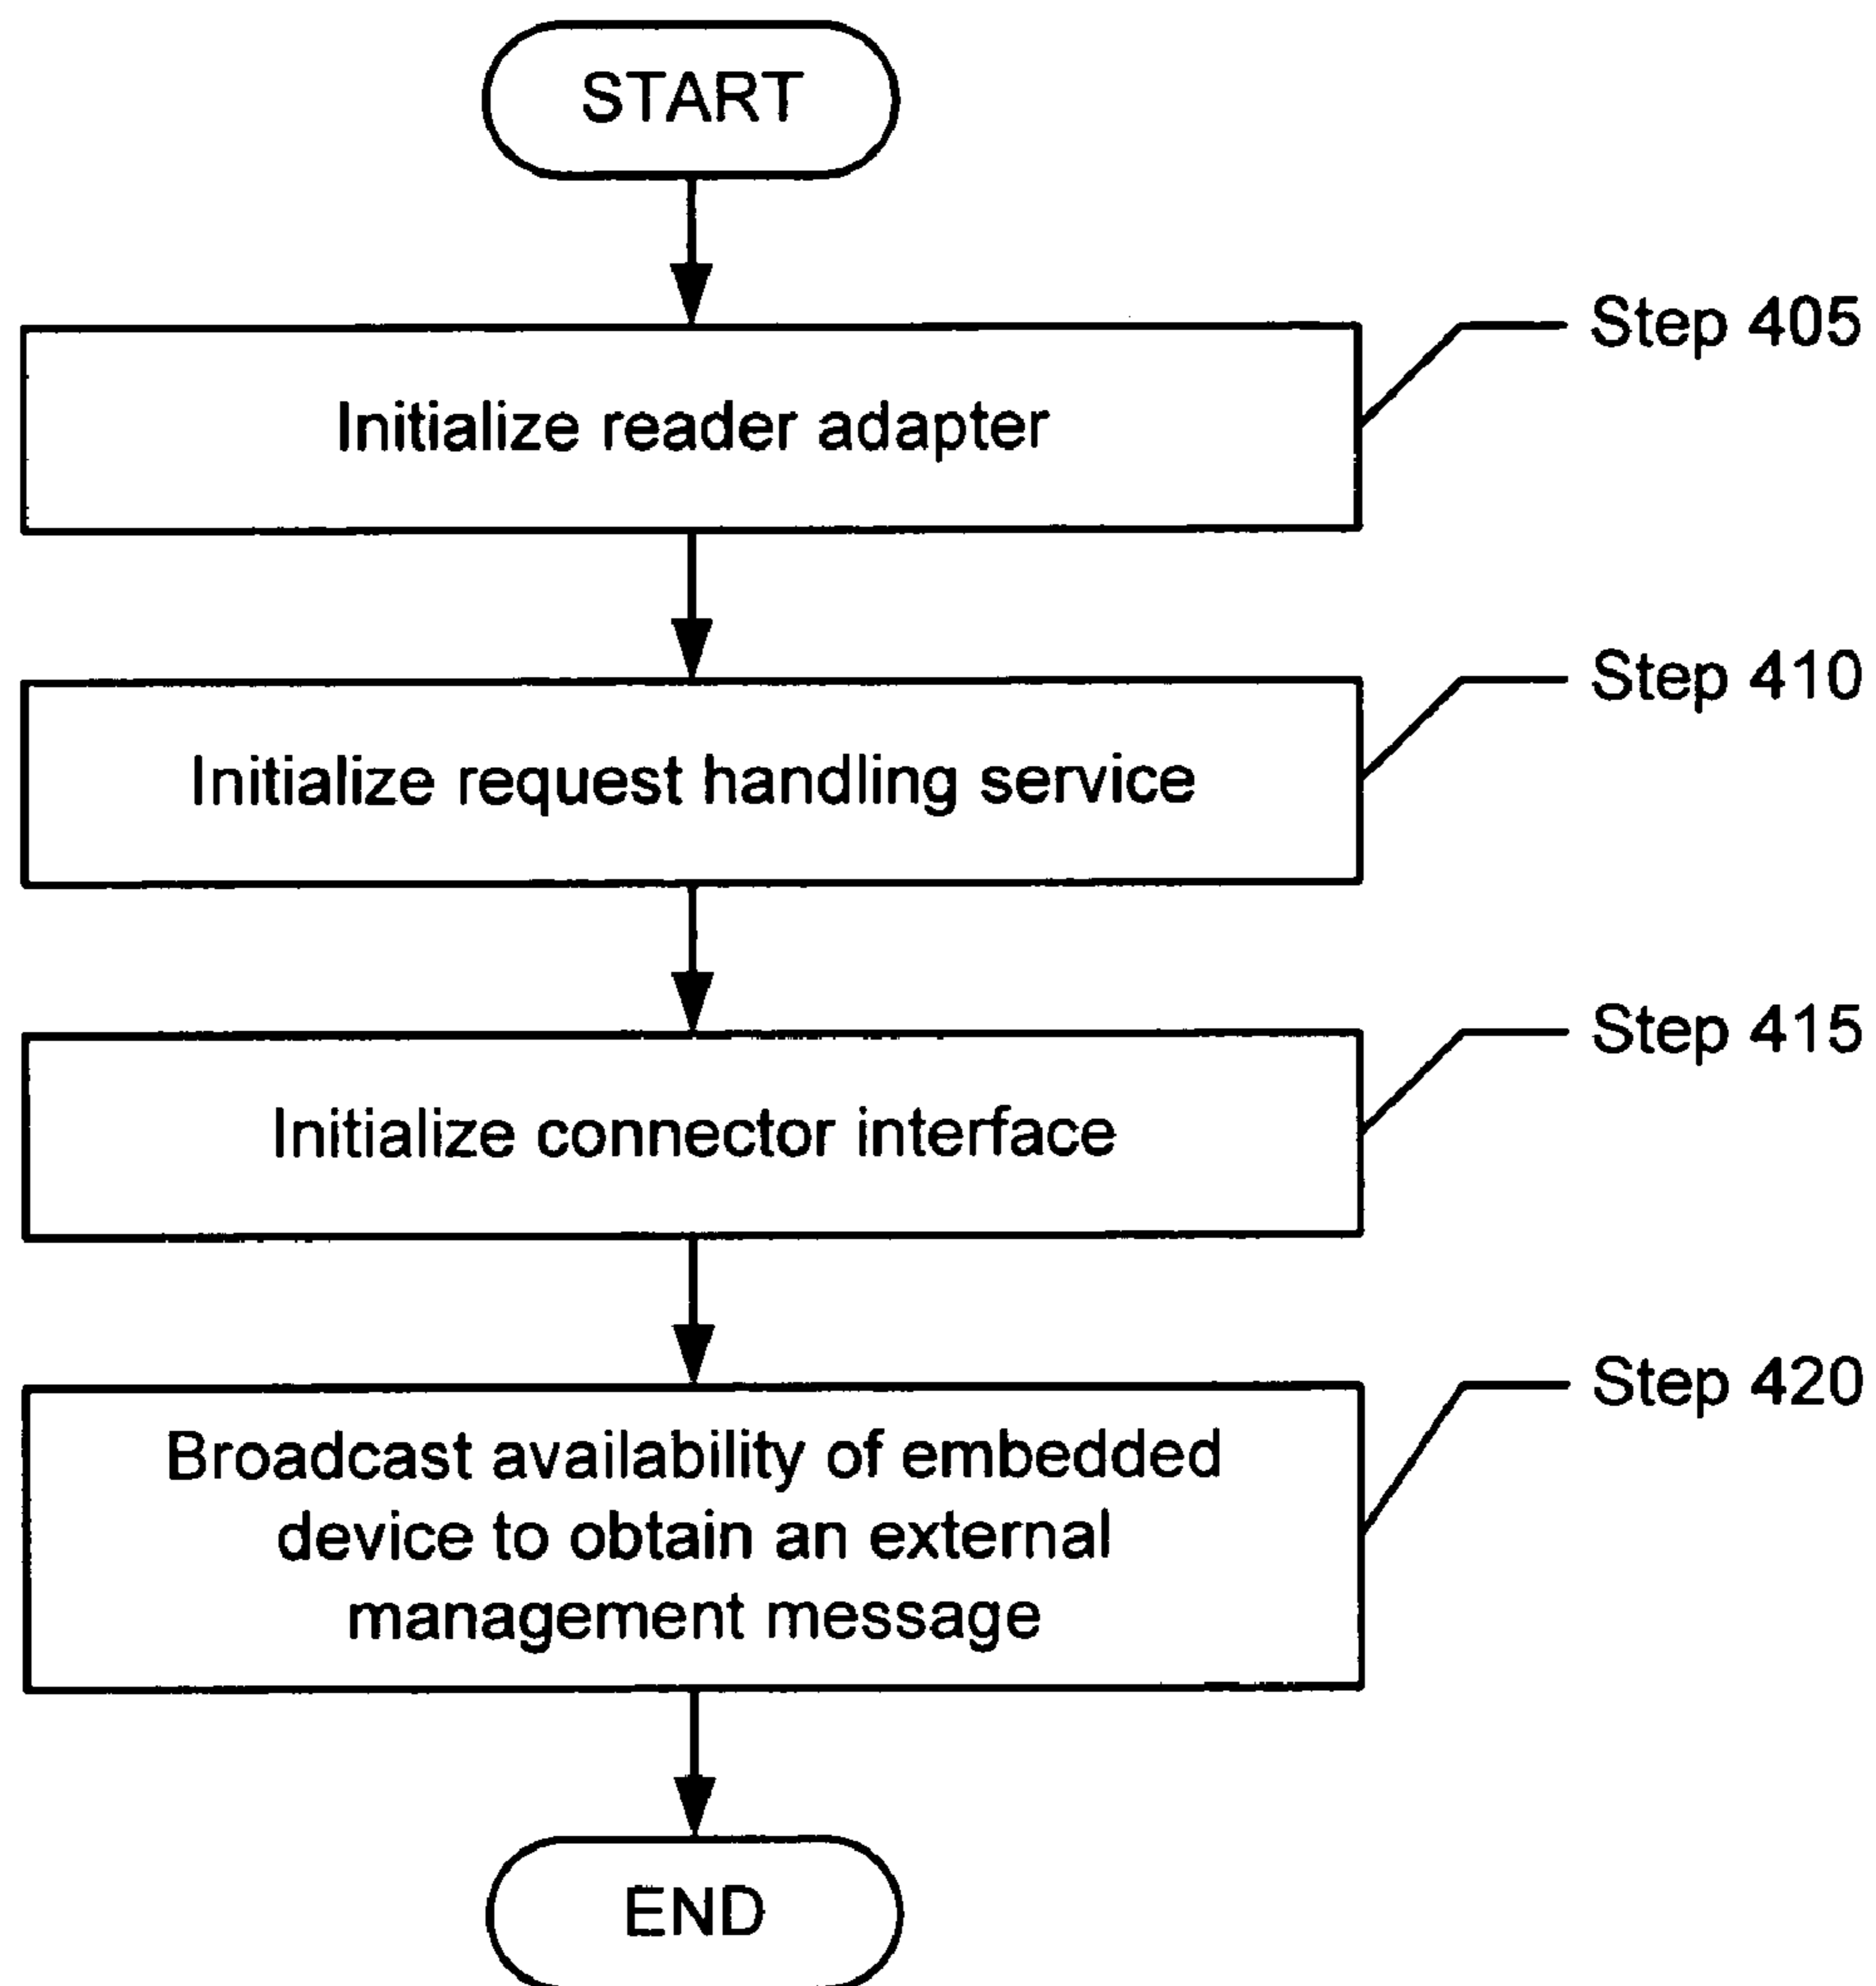 START
Step 405
Initialize reader adapter
Step 410
Initialize request handling service
Step 415
Initialize connector interface
Step 420
Broadcast availability of embedded
device to obtain an external
management message
END